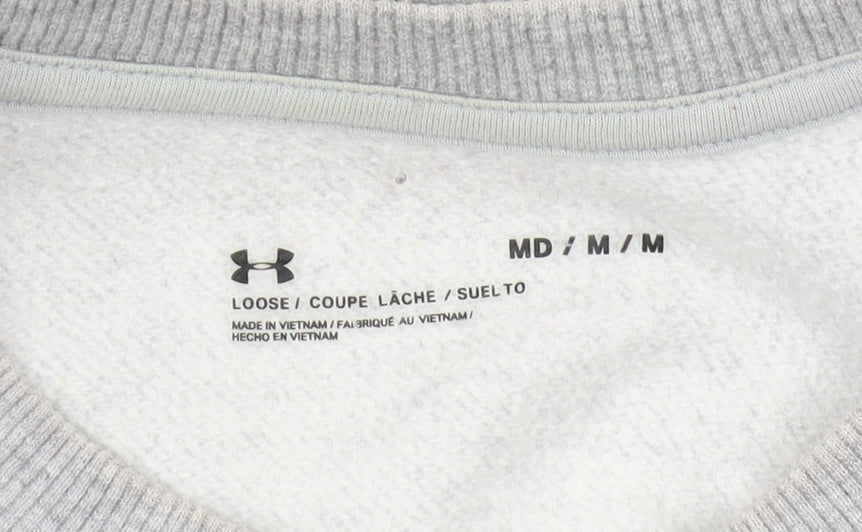 MD / M / M
LOOSE / COUPE LÂCHE / SUELTO
MADE IN VIETNAM / FABRIQUÉ AU VIETNAM /
HECHO EN VIETNAM